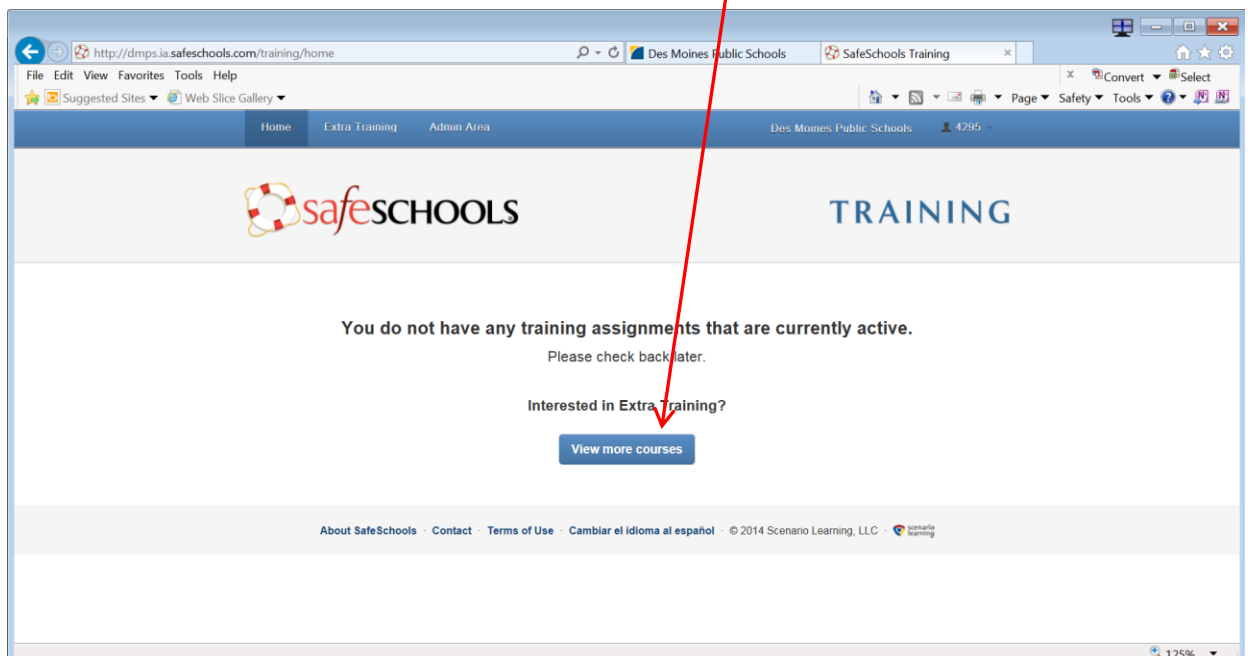 http://dmps.ia.safeschools.com/training/home
Des Moines Public Schools
SafeSchools Training
File Edit View Favorites Tools Help
Convert Select
Suggested Sites Web Slice Gallery
Page Safety Tools
Home Extra Training Admin Area Des Moines Public Schools 4295
safeSCHOOLS
TRAINING
You do not have any training assignments that are currently active.
Please check back later.
Interested in Extra Training?
View more courses
About SafeSchools · Contact · Terms of Use · Cambiar el idioma al español · © 2014 Scenario Learning, LLC · scenario learning
125%